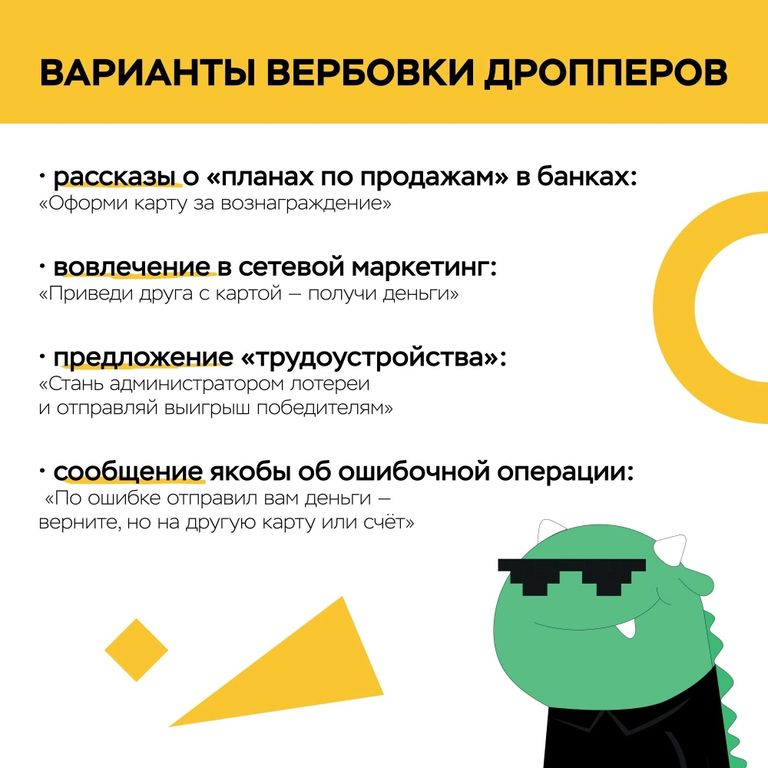 ВАРИАНТЫ ВЕРБОВКИ ДРОППЕРОВ
· рассказы о «планах по продажам» в банках:
«Оформи карту за вознаграждение»
· вовлечение в сетевой маркетинг:
«Приведи друга с картой — получи деньги»
· предложение «трудоустройства»:
«Стань администратором лотереи
и отправляй выигрыш победителям»
· сообщение якобы об ошибочной операции:
«По ошибке отправил вам деньги —
верните, но на другую карту или счёт»